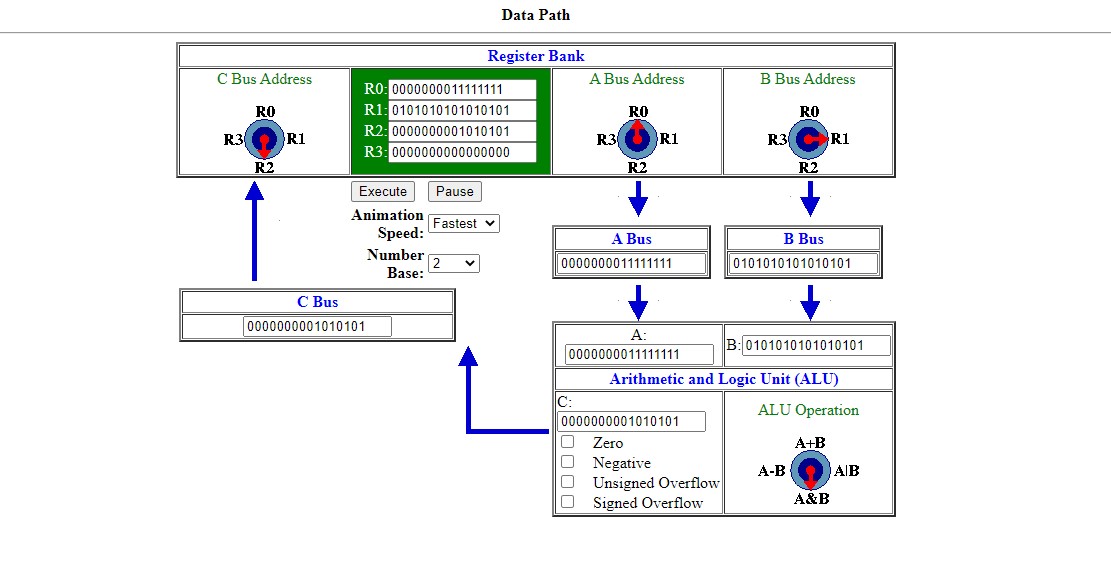 Data Path
Register Bank
C Bus Address
R0
R3
R1
R2
R0: 0000000011111111
R1: 0101010101010101
R2: 0000000001010101
R3: 0000000000000000
A Bus Address
R0
R3
R1
R2
B Bus Address
R0
R3
R1
R2
Execute
Pause
Animation
Speed:
Fastest
Number
Base:
2
A Bus
0000000011111111
B Bus
0101010101010101
C Bus
0000000001010101
A:
0000000011111111
B: 0101010101010101
Arithmetic and Logic Unit (ALU)
C:
0000000001010101
Zero
Negative
Unsigned Overflow
Signed Overflow
ALU Operation
A+B
A-B
A|B
A&B